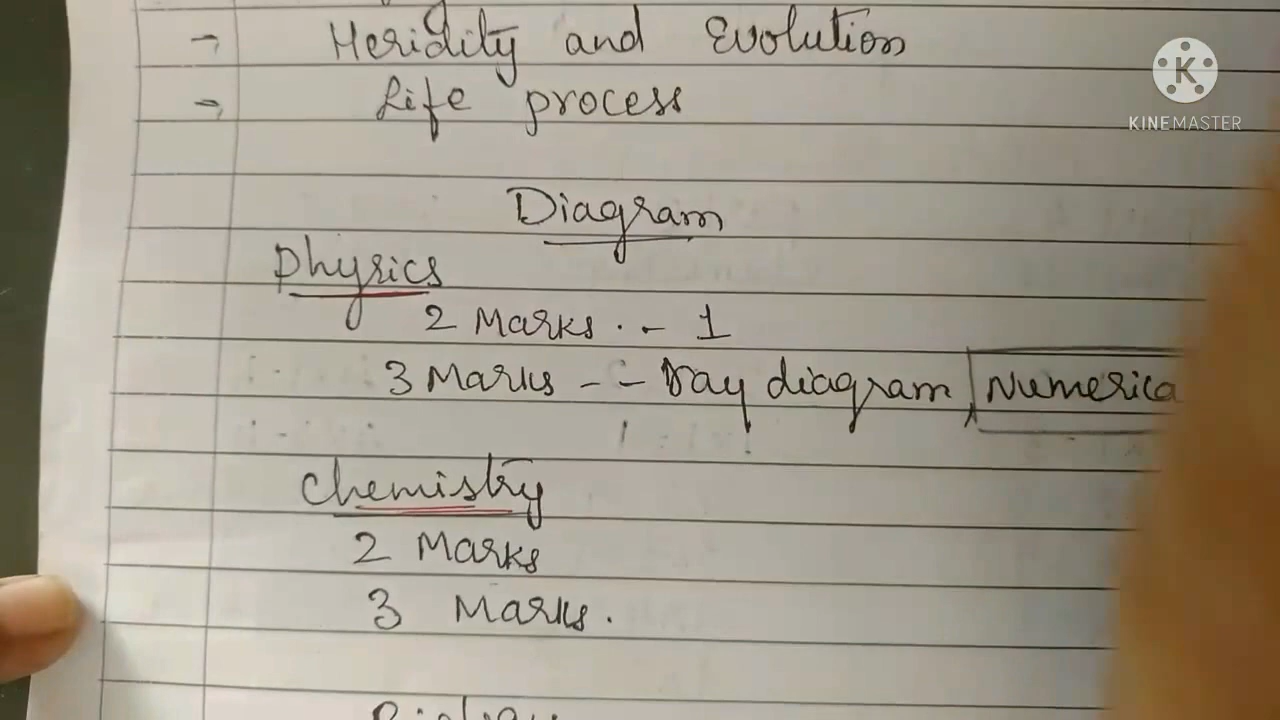 → Heridity and Evolution
→ Life process
K
KINEMASTER
Diagram
Physics
2 Marks . - 1
3 Marks - - ray diagram, Numerica
Chemistry
2 Marks
3 Marks.